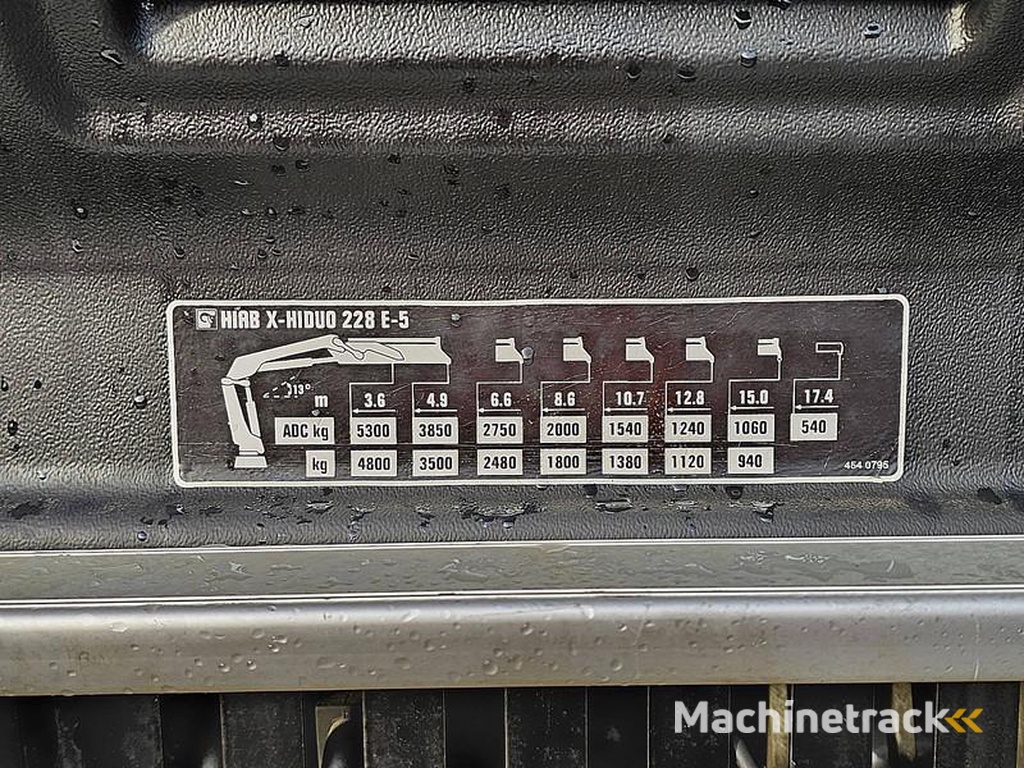 HIAB X-HIDUO 228 E-5
13°
m 3.6 4.9 6.6 8.6 10.7 12.8 15.0 17.4
ADC kg 5300 3850 2750 2000 1540 1240 1060 540
kg 4800 3500 2480 1800 1380 1120 940
454 0795
Machinetrack